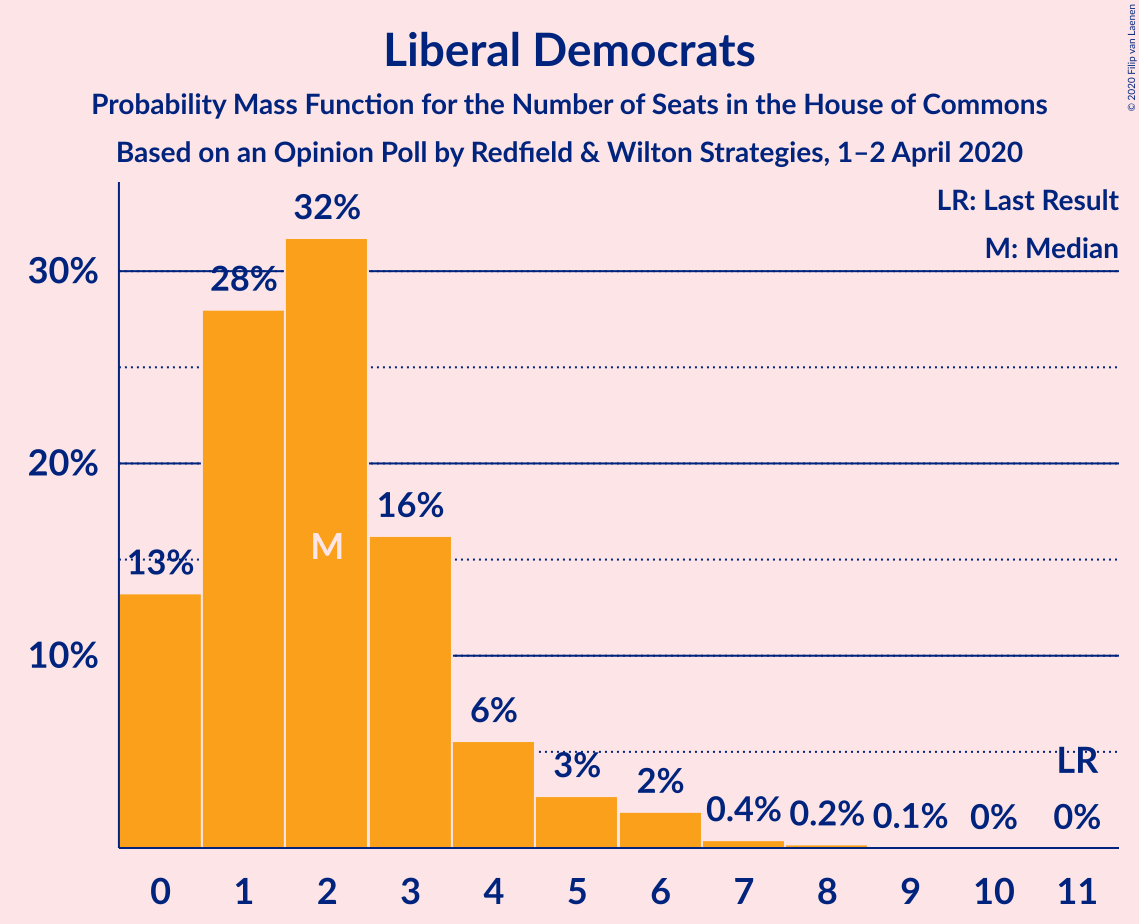 Liberal Democrats
Probability Mass Function for the Number of Seats in the House of Commons
Based on an Opinion Poll by Redfield & Wilton Strategies, 1–2 April 2020
© 2020 Filip van Laenen
LR: Last Result
M: Median
30%
20%
10%
13%
28%
32%
M
16%
6%
3%
2%
0.4%
0.2%
0.1%
0%
LR
0%
0 1 2 3 4 5 6 7 8 9 10 11